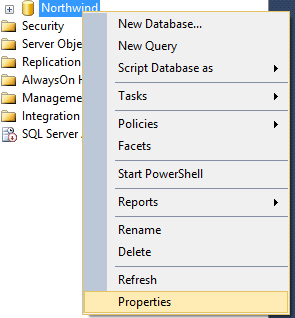 Northwind
Security
Server Obje
Replication
AlwaysOn H
Manageme
Integration
SQL Server
New Database...
New Query
Script Database as
Tasks
Policies
Facets
Start PowerShell
Reports
Rename
Delete
Refresh
Properties